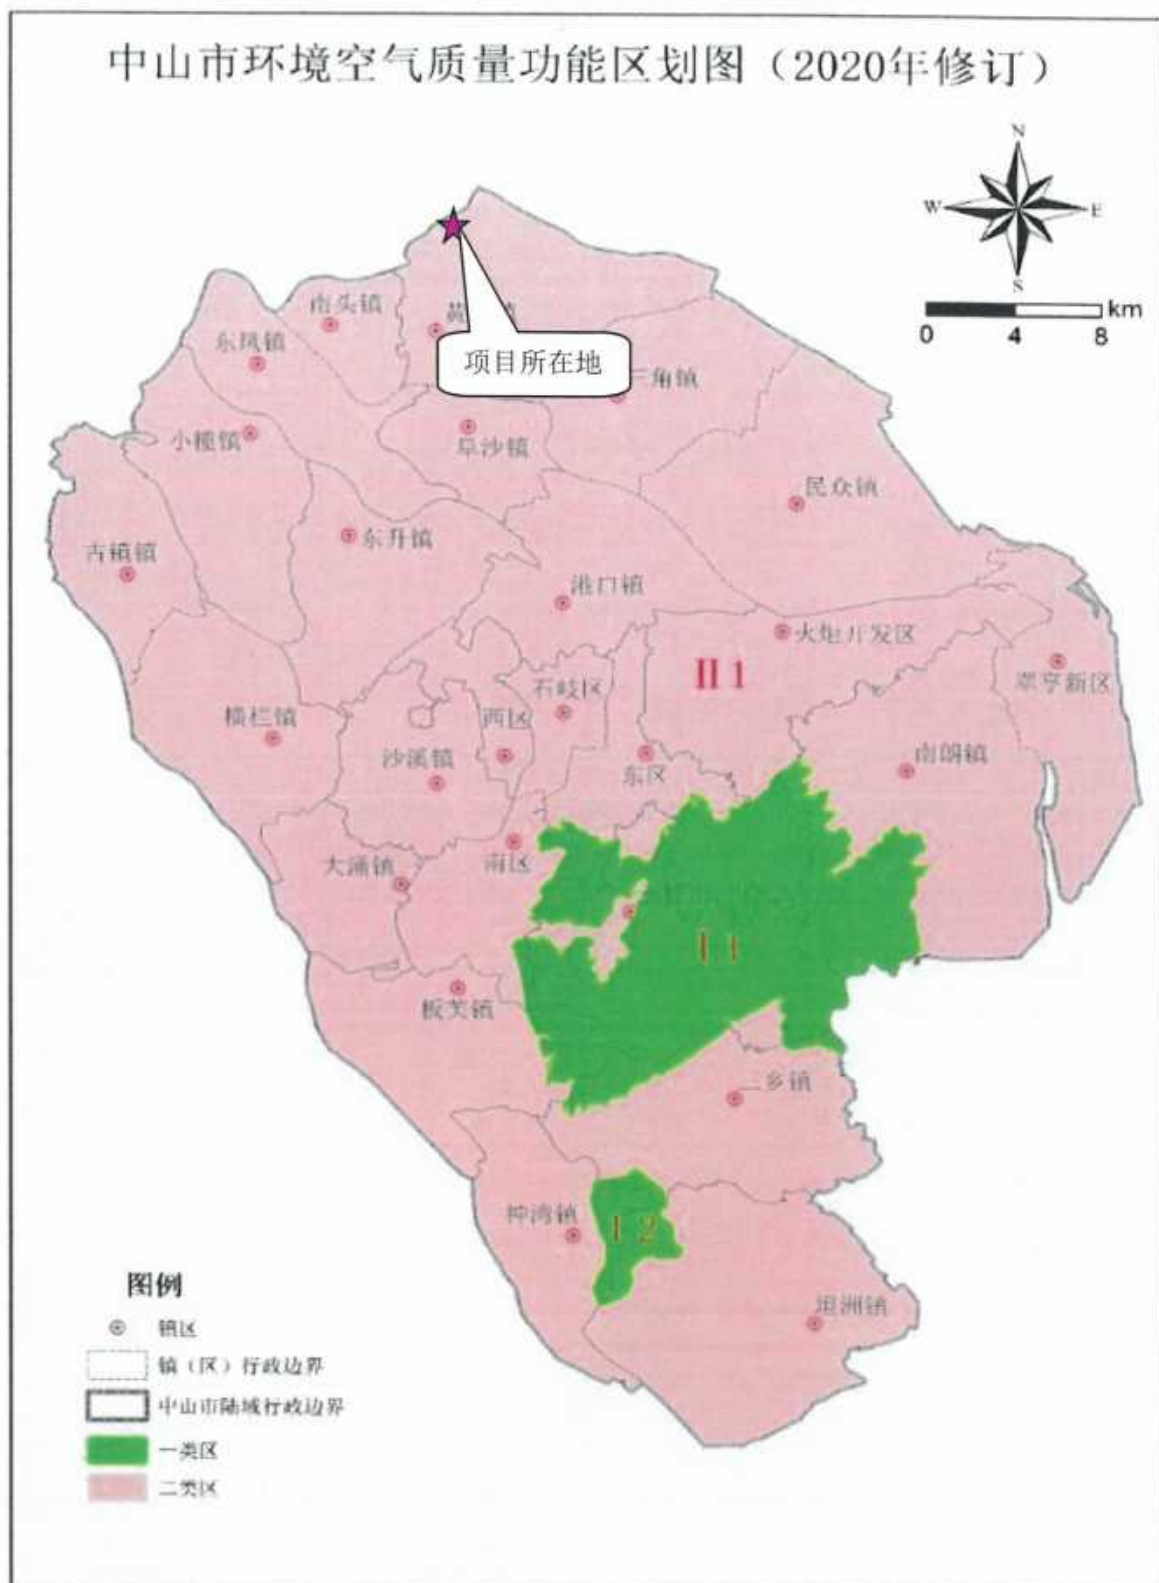 中山市环境空气质量功能区划图（2020年修订）
N
W
E
S
km
0 4 8
南头镇
黄
东凤镇
项目所在地
三角镇
小榄镇
阜沙镇
民众镇
东升镇
古镇镇
港口镇
火炬开发区
II 1
翠亨新区
石岐区
西区
横栏镇
沙溪镇
东区
南朗镇
大涌镇
南区
I 1
板芙镇
三乡镇
神湾镇
I 2
坦洲镇
图例
镇区
镇（区）行政边界
中山市陆域行政边界
一类区
二类区